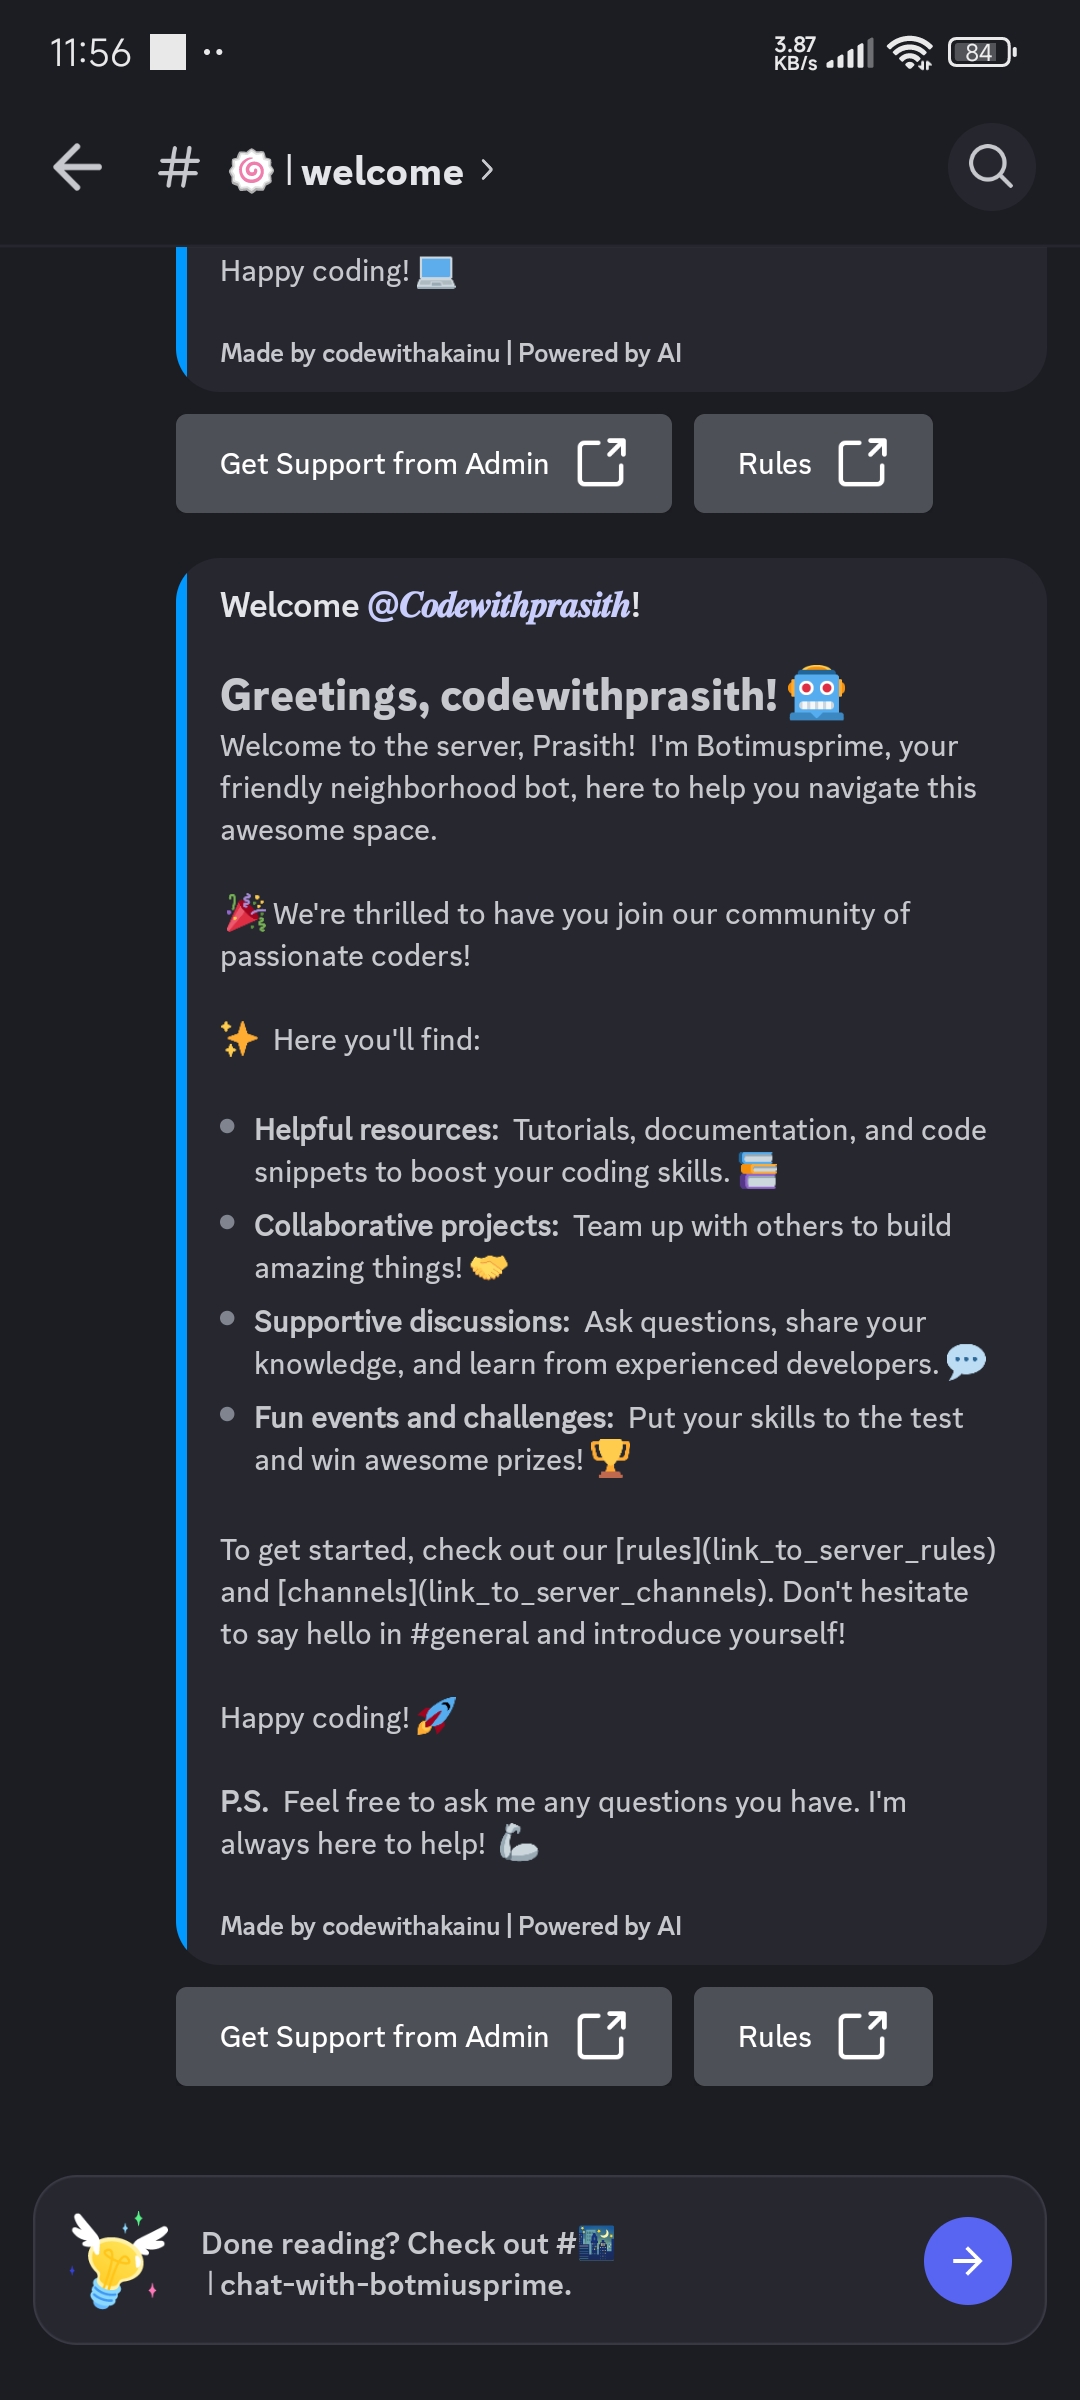 11:56
3.87
KB/s
84
# 🍥 | welcome
Happy coding! 💻
Made by codewithakainu | Powered by AI
Get Support from Admin
Rules
Welcome @Codewithprasith!
Greetings, codewithprasith! 🤖
Welcome to the server, Prasith! I'm Botimusprime, your
friendly neighborhood bot, here to help you navigate this
awesome space.
🎉 We're thrilled to have you join our community of
passionate coders!
✨ Here you'll find:
Helpful resources: Tutorials, documentation, and code
snippets to boost your coding skills. 📚
Collaborative projects: Team up with others to build
amazing things! 🤝
Supportive discussions: Ask questions, share your
knowledge, and learn from experienced developers. 💬
Fun events and challenges: Put your skills to the test
and win awesome prizes! 🏆
To get started, check out our [rules](link_to_server_rules)
and [channels](link_to_server_channels). Don't hesitate
to say hello in #general and introduce yourself!
Happy coding! 🚀
P.S. Feel free to ask me any questions you have. I'm
always here to help! 🦾
Made by codewithakainu | Powered by AI
Get Support from Admin
Rules
Done reading? Check out #🌃
| chat-with-botmiusprime.